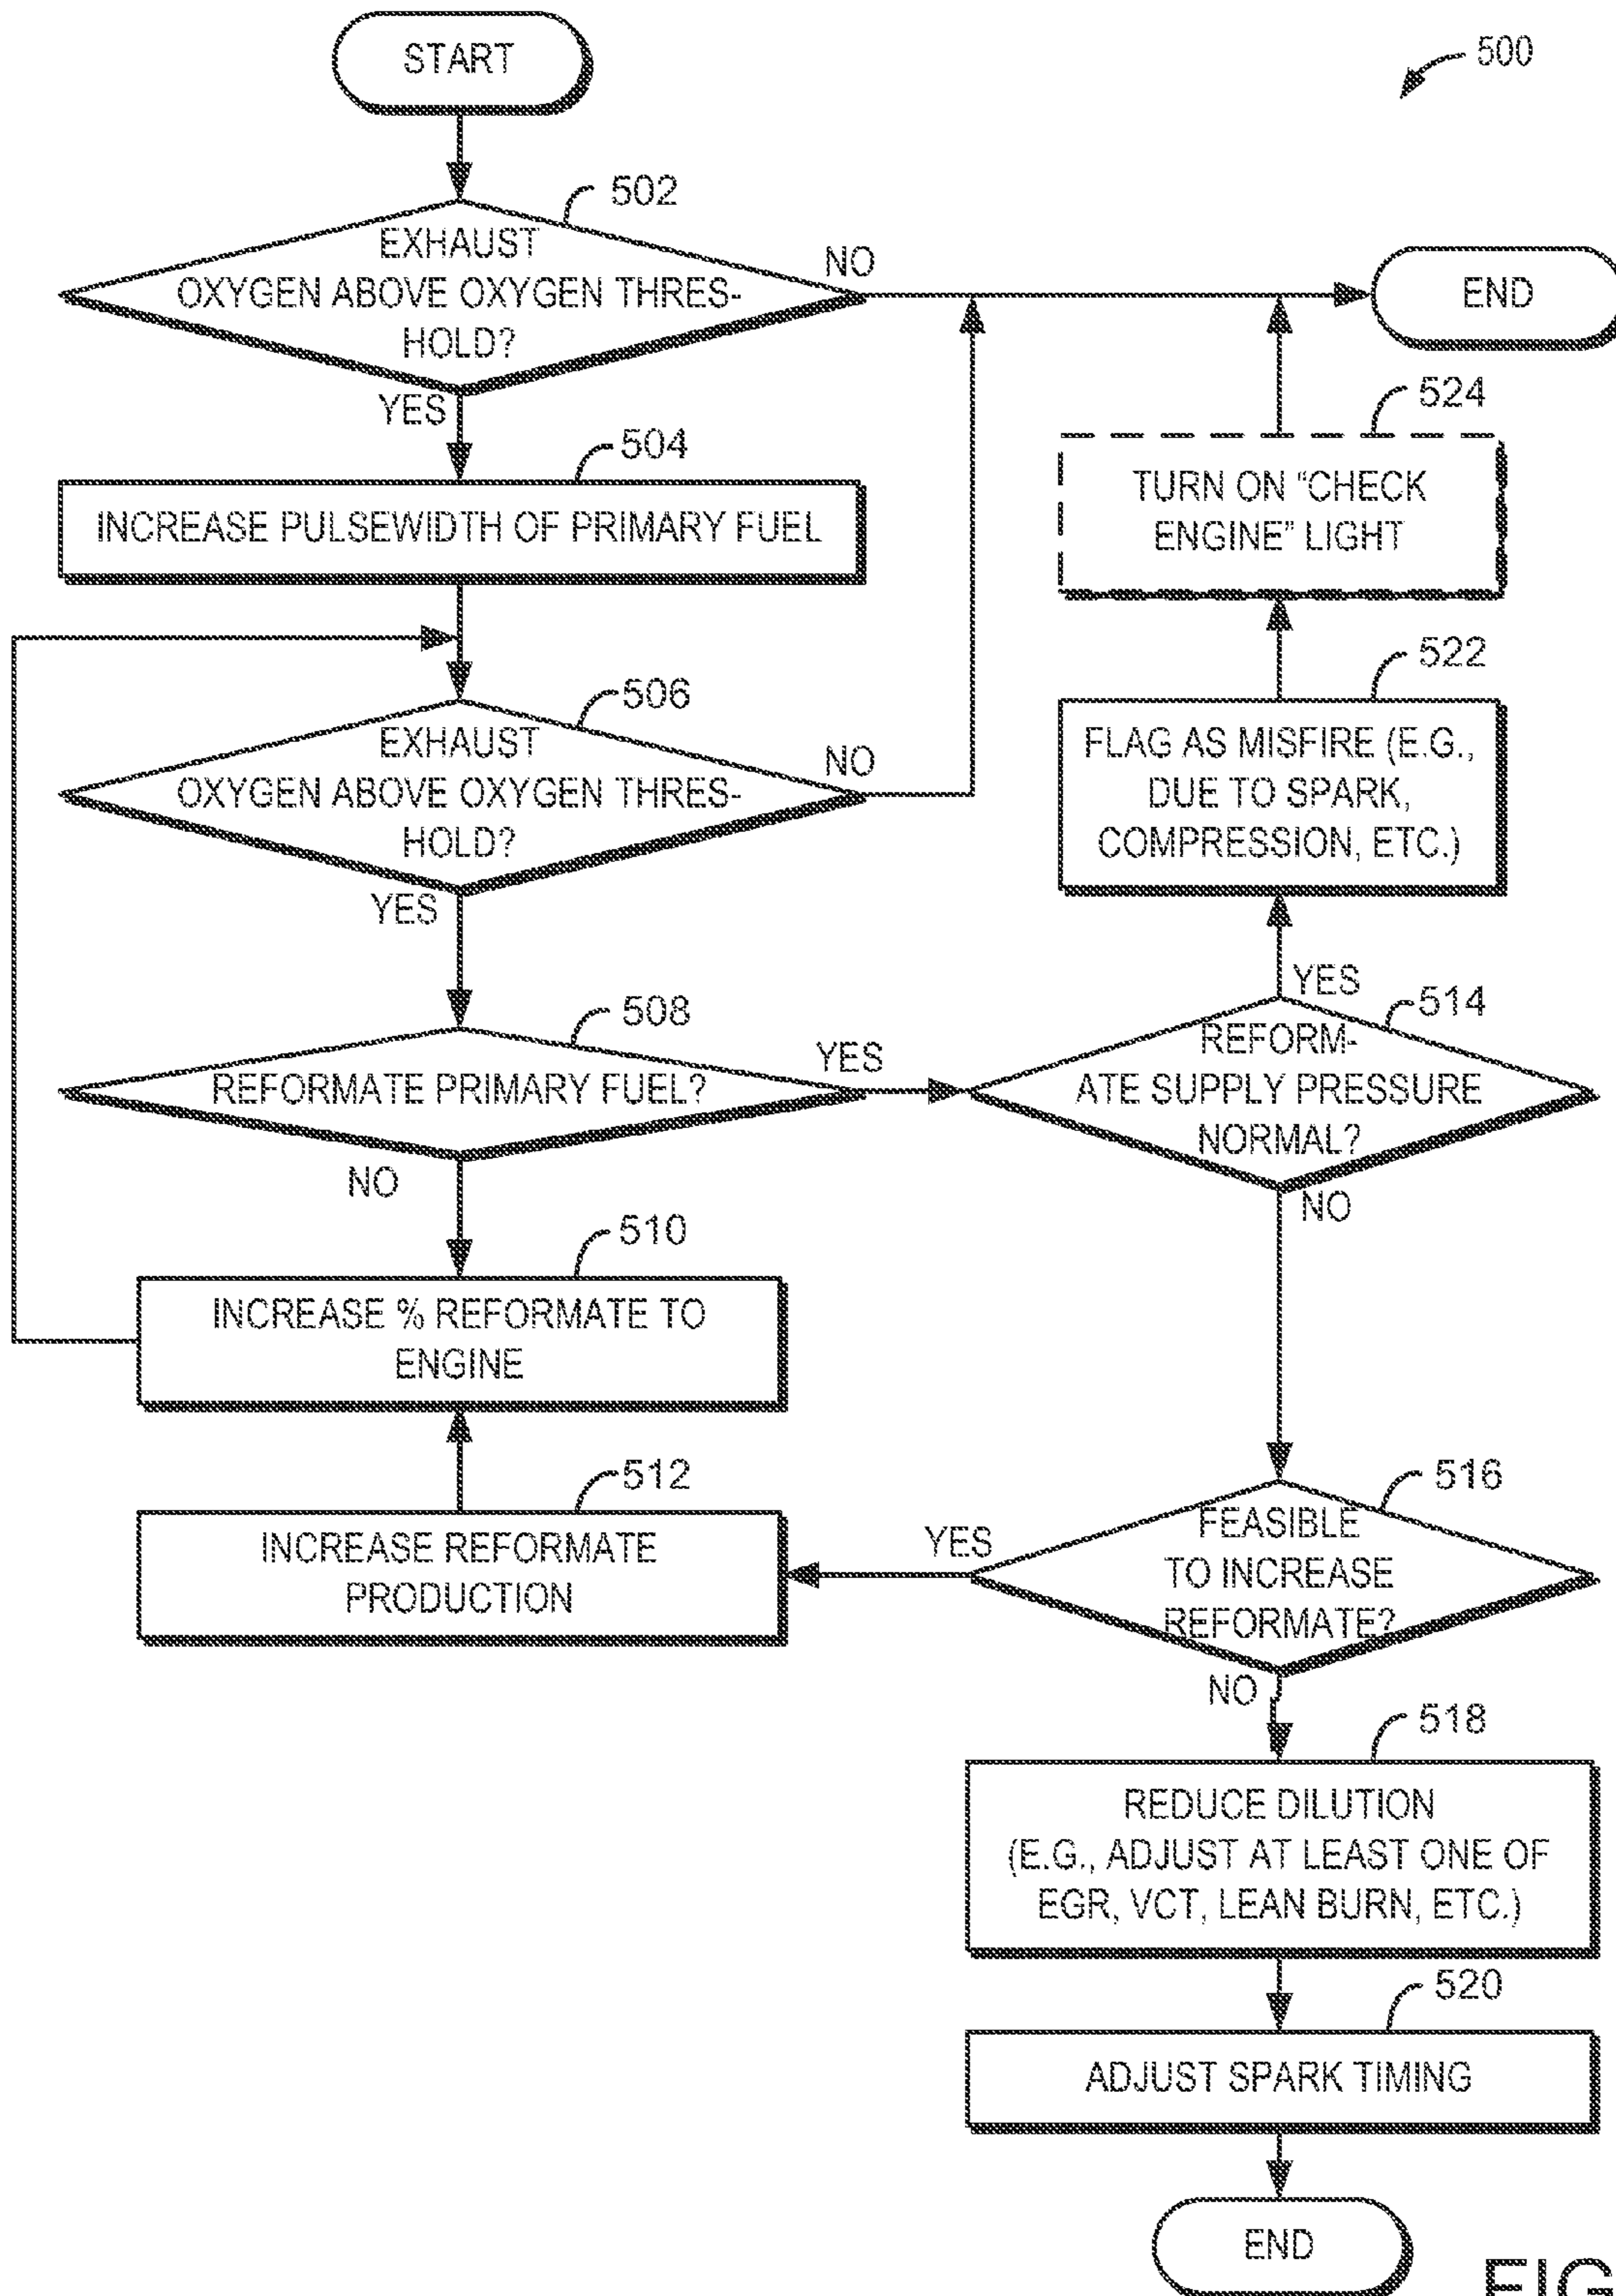 START
500
502
EXHAUST
OXYGEN ABOVE OXYGEN THRES-
HOLD?
NO
END
YES
504
INCREASE PULSEWIDTH OF PRIMARY FUEL
524
TURN ON “CHECK
ENGINE” LIGHT
506
EXHAUST
OXYGEN ABOVE OXYGEN THRES-
HOLD?
NO
YES
522
FLAG AS MISFIRE (E.G.,
DUE TO SPARK,
COMPRESSION, ETC.)
508
REFORMATE PRIMARY FUEL?
YES
NO
YES
514
REFORM-
ATE SUPPLY PRESSURE
NORMAL?
NO
510
INCREASE % REFORMATE TO
ENGINE
512
INCREASE REFORMATE
PRODUCTION
516
FEASIBLE
TO INCREASE
REFORMATE?
YES
NO
518
REDUCE DILUTION
(E.G., ADJUST AT LEAST ONE OF
EGR, VCT, LEAN BURN, ETC.)
520
ADJUST SPARK TIMING
END
FIG